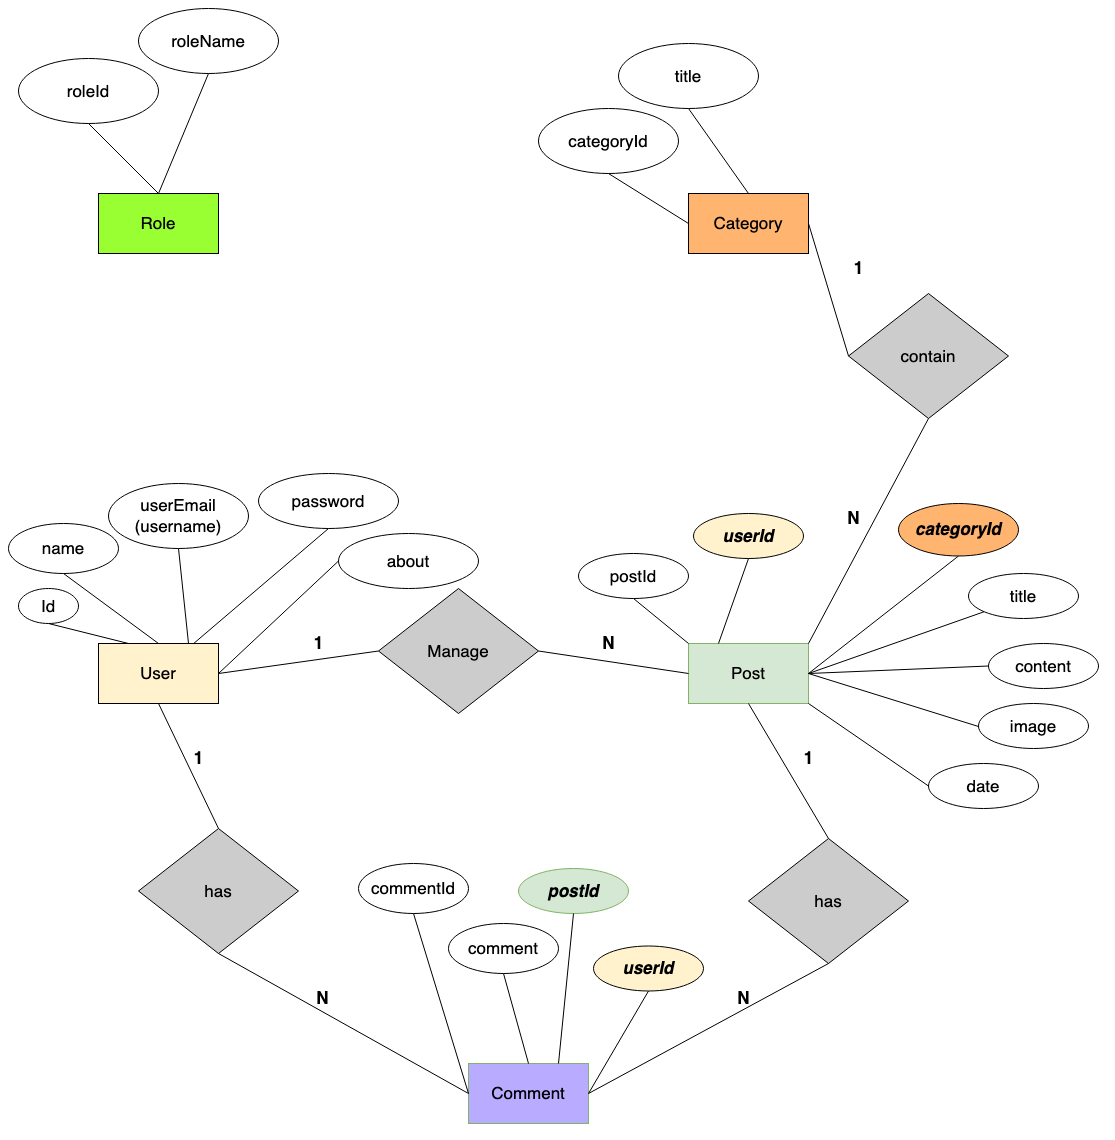 roleName
roleId
Role
title
categoryId
Category
1
contain
N
userEmail
(username)
password
name
about
Id
User
1
Manage
N
userId
categoryId
postId
title
Post
content
image
date
1
1
has
has
commentId
postId
comment
userId
N
N
Comment